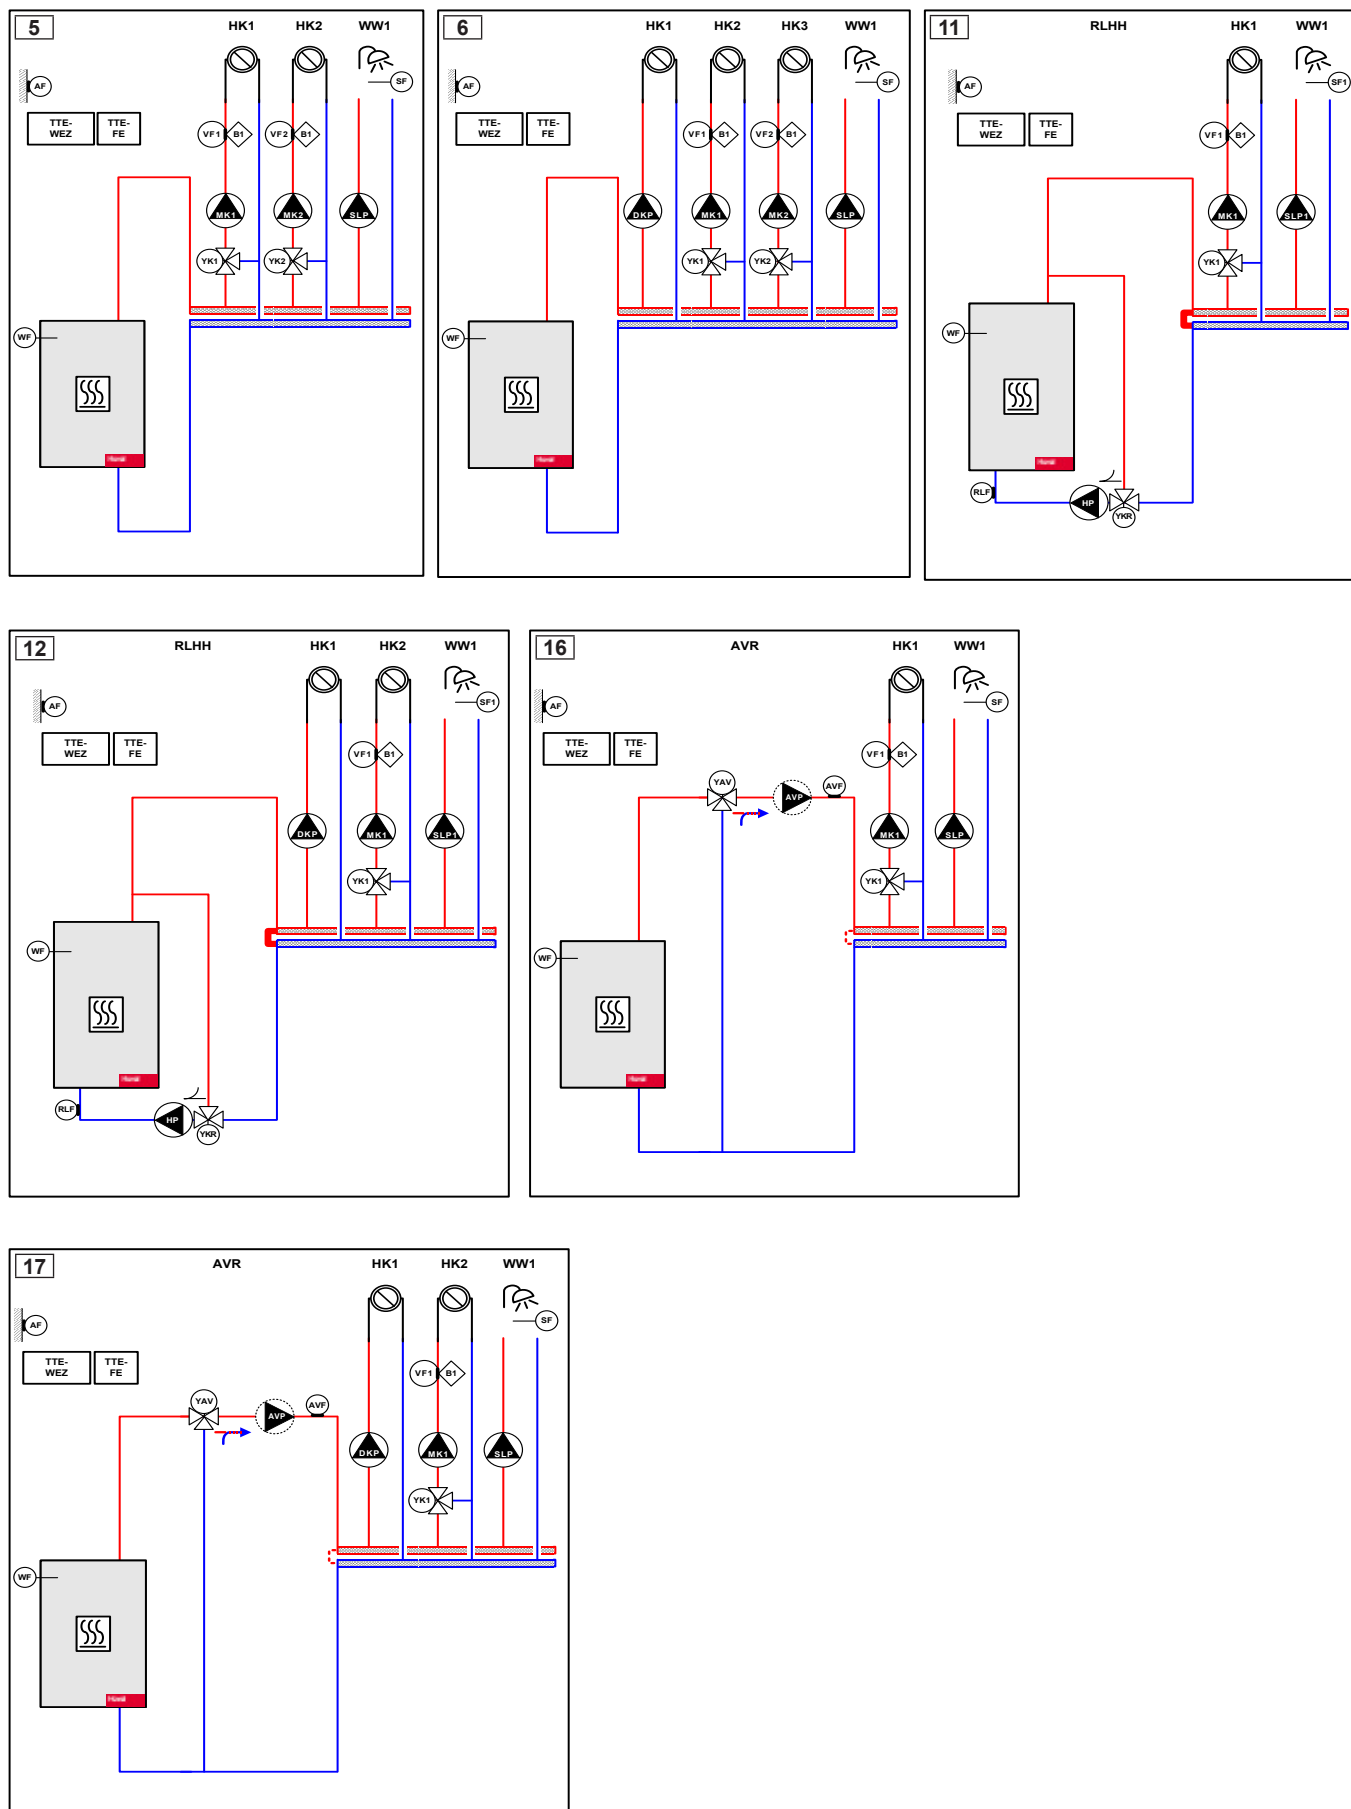 5 HK1 HK2 WW1
AF SF
TTE-WEZ TTE-FE
VF1 B1 VF2 B1
MK1 MK2 SLP
YK1 YK2
WF
6 HK1 HK2 HK3 WW1
AF SF
TTE-WEZ TTE-FE
VF1 B1 VF2 B1
DKP MK1 MK2 SLP
YK1 YK2
WF
11 RLHH HK1 WW1
AF SF1
TTE-WEZ TTE-FE
VF1 B1
MK1 SLP1
YK1
WF
RLF HP YKR
12 RLHH HK1 HK2 WW1
AF SF1
TTE-WEZ TTE-FE
VF1 B1
DKP MK1 SLP1
YK1
WF
RLF HP YKR
16 AVR HK1 WW1
AF SF
TTE-WEZ TTE-FE
VF1 B1
YAV AVP AVF
MK1 SLP
YK1
WF
17 AVR HK1 HK2 WW1
AF SF
TTE-WEZ TTE-FE
VF1 B1
YAV AVP AVF
DKP MK1 SLP
YK1
WF